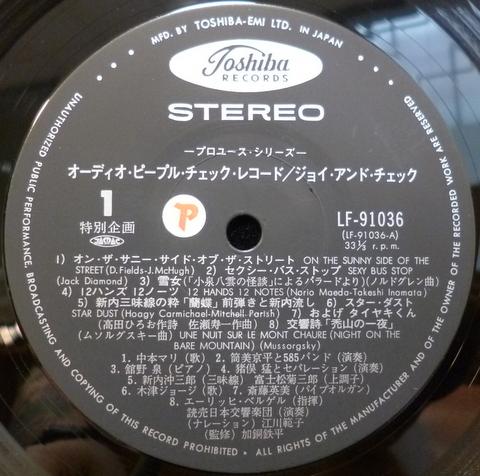 MFD. BY TOSHIBA-EMI LTD. IN JAPAN
Toshiba
RECORDS
STEREO
—プロユース・シリーズ—
オーディオ・ピープル・チェック・レコード/ジョイ・アンド・チェック
1
特別企画
P
LF-91036
(LF-91036-A)
33⅓ r. p. m.
1) オン・ザ・サニー・サイド・オブ・ザ・ストリート ON THE SUNNY SIDE OF THE
STREET (D. Fields-J. McHugh) 2) セクシー・バス・ストップ SEXY BUS STOP
(Jack Diamond) 3) 雪女(「小泉八雲の怪談」によるバラードより)(ノルドグレン曲)
4) 12ハンズ 12ノーツ 12 HANDS 12 NOTES (Norio Maeda-Takeshi Inomata)
5) 新内三味線の粋「蘭蝶」前弾きと新内流し 6) スター・ダスト
STAR DUST (Hoagy Carmichael-Mitchell Parish) 7) およげ タイヤキくん
(高田ひろお作詩 佐瀬寿一作曲) 8) 交響詩「禿山の一夜」
(ムソルグスキー曲) UNE NUIT SUR LE MONT CHAURE (NIGHT ON THE
BARE MOUNTAIN) (Mussorgsky)
1. 中本マリ(歌) 2. 筒美京平と585バンド(演奏)
3. 舘野 泉(ピアノ) 4. 猪俣 猛とセパレーション(演奏)
5. 新内沖三郎(三味線) 富士松菊三郎(上調子)
6. 木津ジョージ(歌) 7. 斎藤英美(パイプオルガン)
8. エーリッヒ・ベルゲル(指揮)
読売日本交響楽団(演奏)
(ナレーション) 江川範子
(監修) 加銅鉄平
UNAUTHORIZED PUBLIC PERFORMANCE, BROADCASTING AND COPYING OF THIS RECORD PROHIBITED • ALL RIGHTS OF THE MANUFACTURER AND OF THE OWNER OF THE RECORDED WORK ARE RESERVED